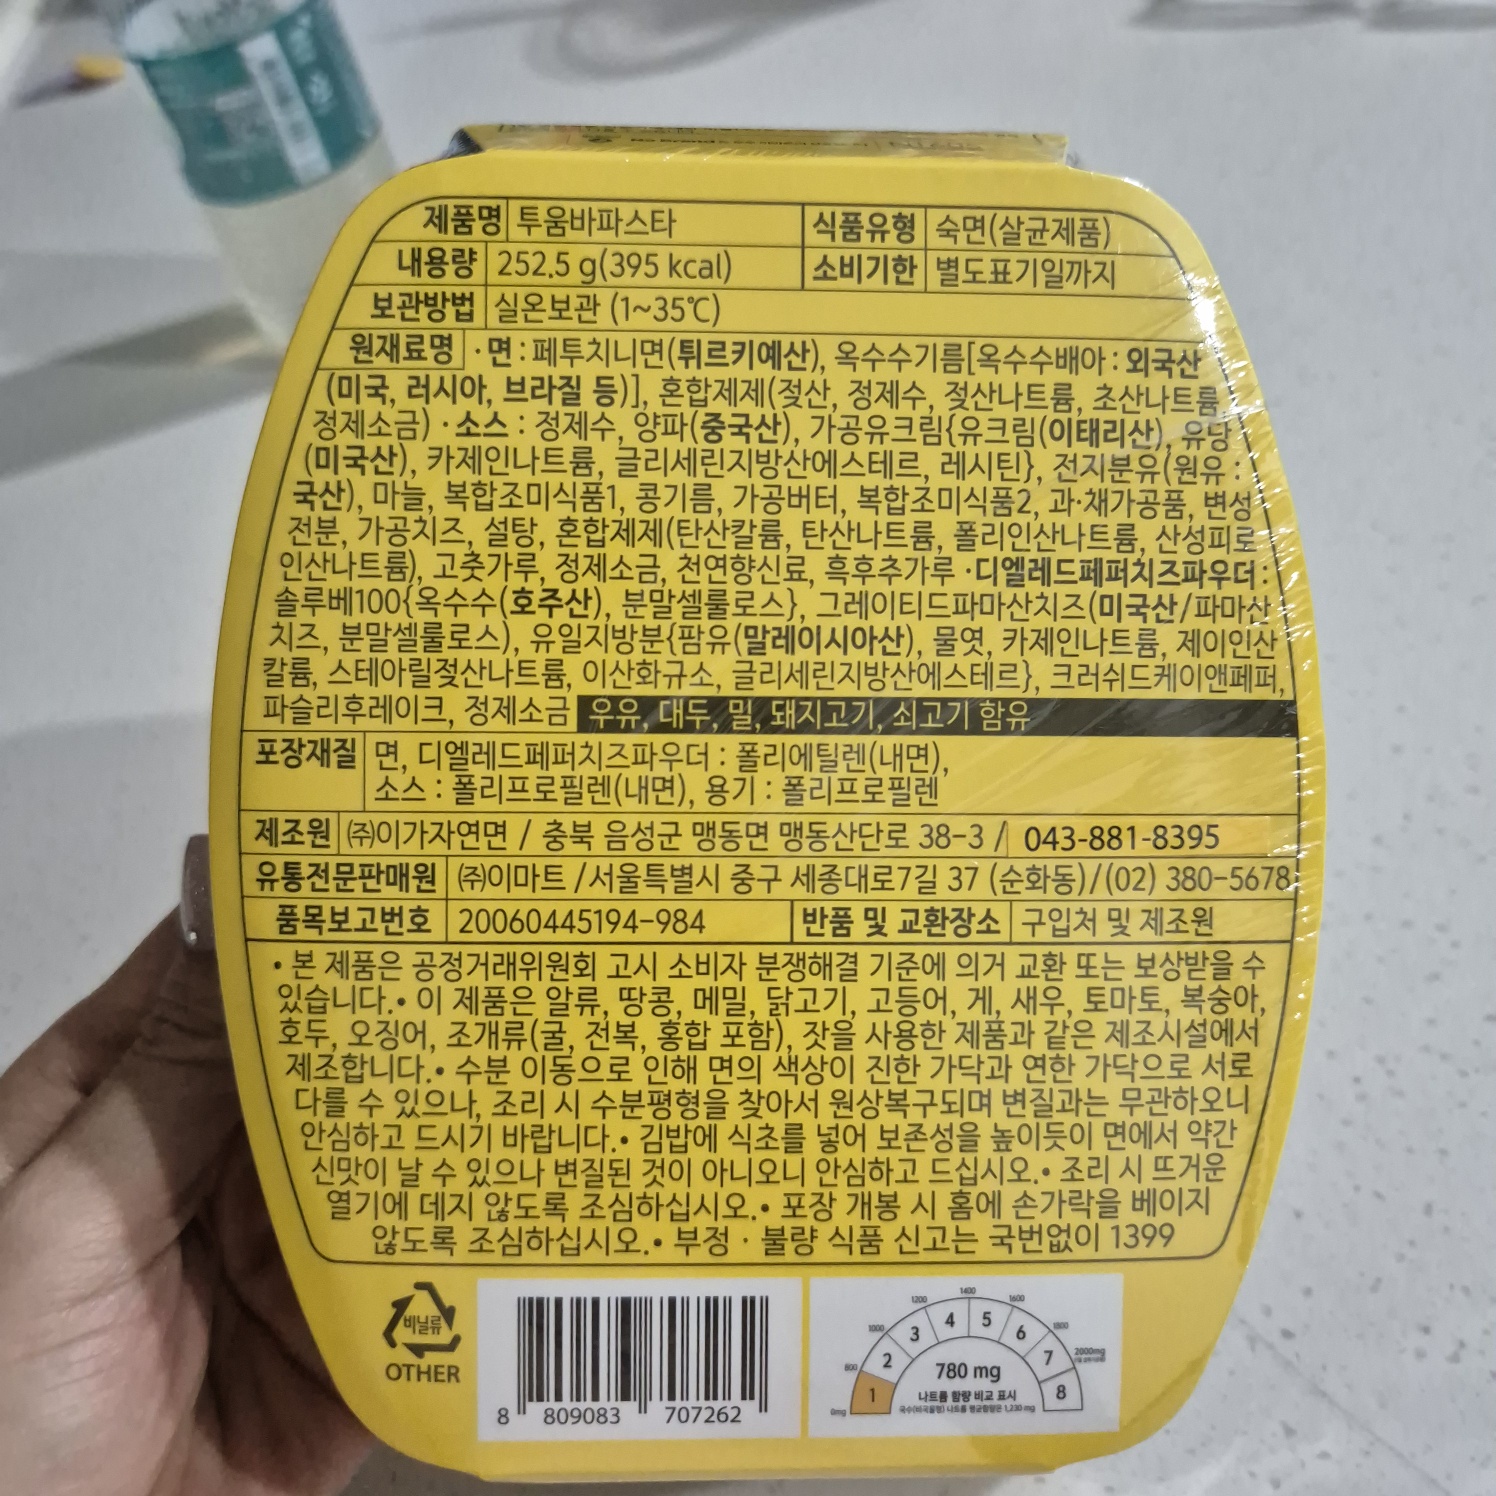 제품명 투움바파스타 식품유형 숙면(살균제품)
내용량 252.5 g(395 kcal) 소비기한 별도표기일까지
보관방법 실온보관 (1~35℃)
원재료명 ·면 : 페투치니면(튀르키예산), 옥수수기름[옥수수배아 : 외국산
(미국, 러시아, 브라질 등)], 혼합제제(젖산, 정제수, 젖산나트륨, 초산나트륨,
정제소금) ·소스 : 정제수, 양파(중국산), 가공유크림{유크림(이태리산), 유당
(미국산), 카제인나트륨, 글리세린지방산에스테르, 레시틴}, 전지분유(원유 :
국산), 마늘, 복합조미식품1, 콩기름, 가공버터, 복합조미식품2, 과·채가공품, 변성
전분, 가공치즈, 설탕, 혼합제제(탄산칼륨, 탄산나트륨, 폴리인산나트륨, 산성피로
인산나트륨), 고춧가루, 정제소금, 천연향신료, 흑후추가루 ·디엘레드페퍼치즈파우더 :
솔루베100{옥수수(호주산), 분말셀룰로스}, 그레이티드파마산치즈(미국산/파마산
치즈, 분말셀룰로스), 유일지방분{팜유(말레이시아산), 물엿, 카제인나트륨, 제이인산
칼륨, 스테아릴젖산나트륨, 이산화규소, 글리세린지방산에스테르}, 크러쉬드케이앤페퍼,
파슬리후레이크, 정제소금 우유, 대두, 밀, 돼지고기, 쇠고기 함유
포장재질 면, 디엘레드페퍼치즈파우더 : 폴리에틸렌(내면),
소스 : 폴리프로필렌(내면), 용기 : 폴리프로필렌
제조원 ㈜이가자연면 / 충북 음성군 맹동면 맹동산단로 38-3 / 043-881-8395
유통전문판매원 ㈜이마트 /서울특별시 중구 세종대로7길 37 (순화동)/(02) 380-5678
품목보고번호 20060445194-984 반품 및 교환장소 구입처 및 제조원
• 본 제품은 공정거래위원회 고시 소비자 분쟁해결 기준에 의거 교환 또는 보상받을 수
있습니다.• 이 제품은 알류, 땅콩, 메밀, 닭고기, 고등어, 게, 새우, 토마토, 복숭아,
호두, 오징어, 조개류(굴, 전복, 홍합 포함), 잣을 사용한 제품과 같은 제조시설에서
제조합니다.• 수분 이동으로 인해 면의 색상이 진한 가닥과 연한 가닥으로 서로
다를 수 있으나, 조리 시 수분평형을 찾아서 원상복구되며 변질과는 무관하오니
안심하고 드시기 바랍니다.• 김밥에 식초를 넣어 보존성을 높이듯이 면에서 약간
신맛이 날 수 있으나 변질된 것이 아니오니 안심하고 드십시오.• 조리 시 뜨거운
열기에 데지 않도록 조심하십시오.• 포장 개봉 시 홈에 손가락을 베이지
않도록 조심하십시오.• 부정 · 불량 식품 신고는 국번없이 1399
비닐류
OTHER
8 809083 707262
0mg 800 1000 1200 1400 1600 1800 2000mg
1 2 3 4 5 6 7 8
780 mg
나트륨 함량 비교 표시
국수(비국물형) 나트륨 평균함량은 1,230 mg